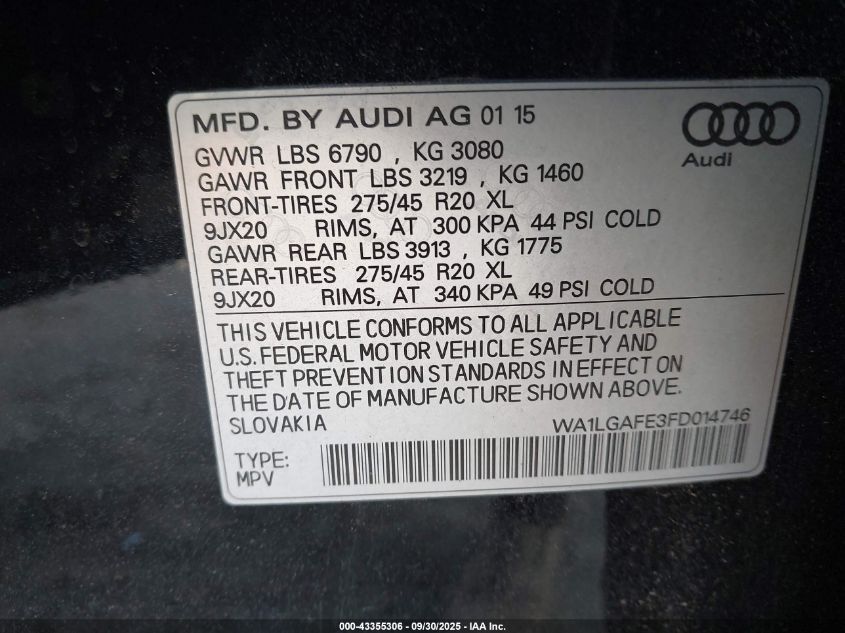 MFD. BY AUDI AG 01 15
Audi
GVWR LBS 6790 , KG 3080
GAWR FRONT LBS 3219 , KG 1460
FRONT-TIRES 275/45 R20 XL
9JX20 RIMS, AT 300 KPA 44 PSI COLD
GAWR REAR LBS 3913 , KG 1775
REAR-TIRES 275/45 R20 XL
9JX20 RIMS, AT 340 KPA 49 PSI COLD
THIS VEHICLE CONFORMS TO ALL APPLICABLE
U.S. FEDERAL MOTOR VEHICLE SAFETY AND
THEFT PREVENTION STANDARDS IN EFFECT ON
THE DATE OF MANUFACTURE SHOWN ABOVE.
SLOVAKIA WA1LGAFE3FD014746
TYPE:
MPV
000-43355306 - 09/30/2025 - IAA Inc.